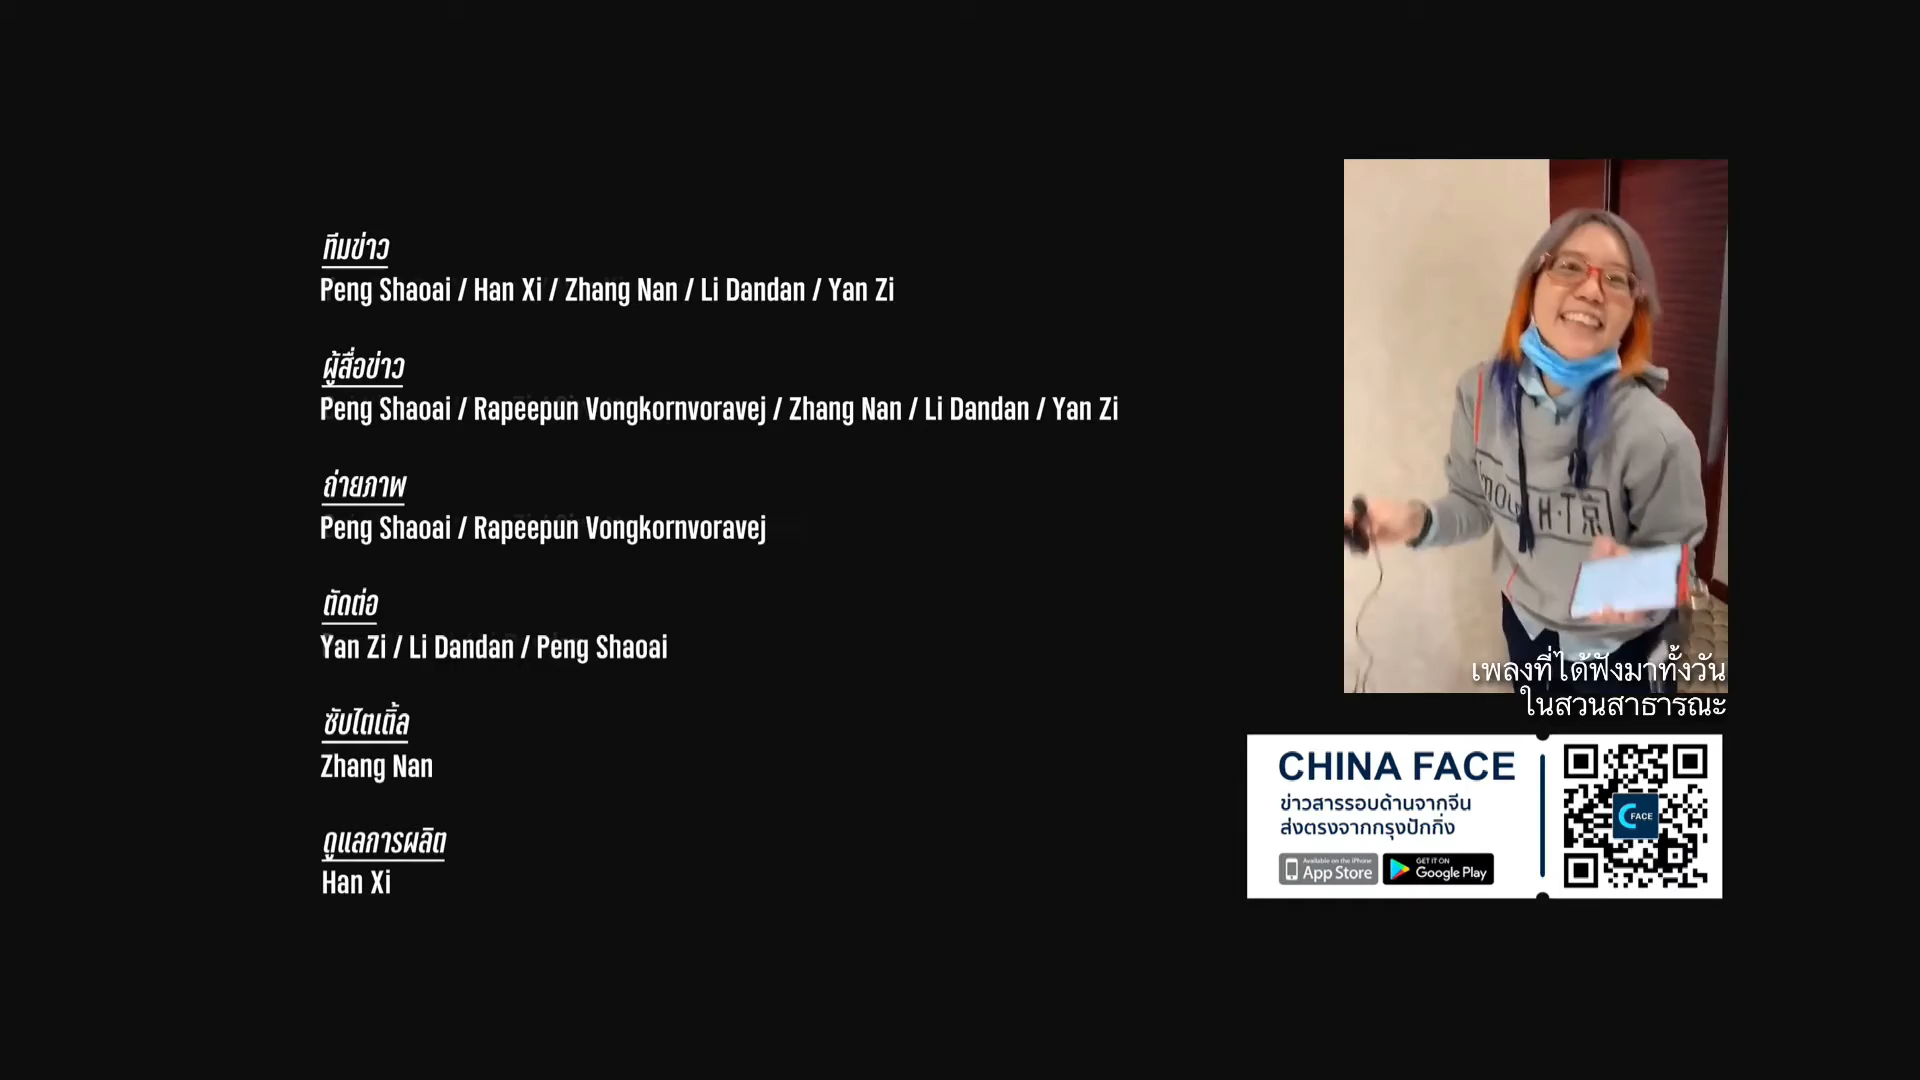 ทีมข่าว
Peng Shaoai / Han Xi / Zhang Nan / Li Dandan / Yan Zi
ผู้สื่อข่าว
Peng Shaoai / Rapeepun Vongkornvoravej / Zhang Nan / Li Dandan / Yan Zi
ถ่ายภาพ
Peng Shaoai / Rapeepun Vongkornvoravej
ตัดต่อ
Yan Zi / Li Dandan / Peng Shaoai
ซับไตเติ้ล
Zhang Nan
ดูแลการผลิต
Han Xi
H·T京
เพลงที่ได้ฟังมาทั้งวัน
ในสวนสาธารณะ
CHINA FACE
ข่าวสารรอบด้านจากจีน
ส่งตรงจากกรุงปักกิ่ง
Available on the iPhone
App Store
GET IT ON
Google Play
FACE